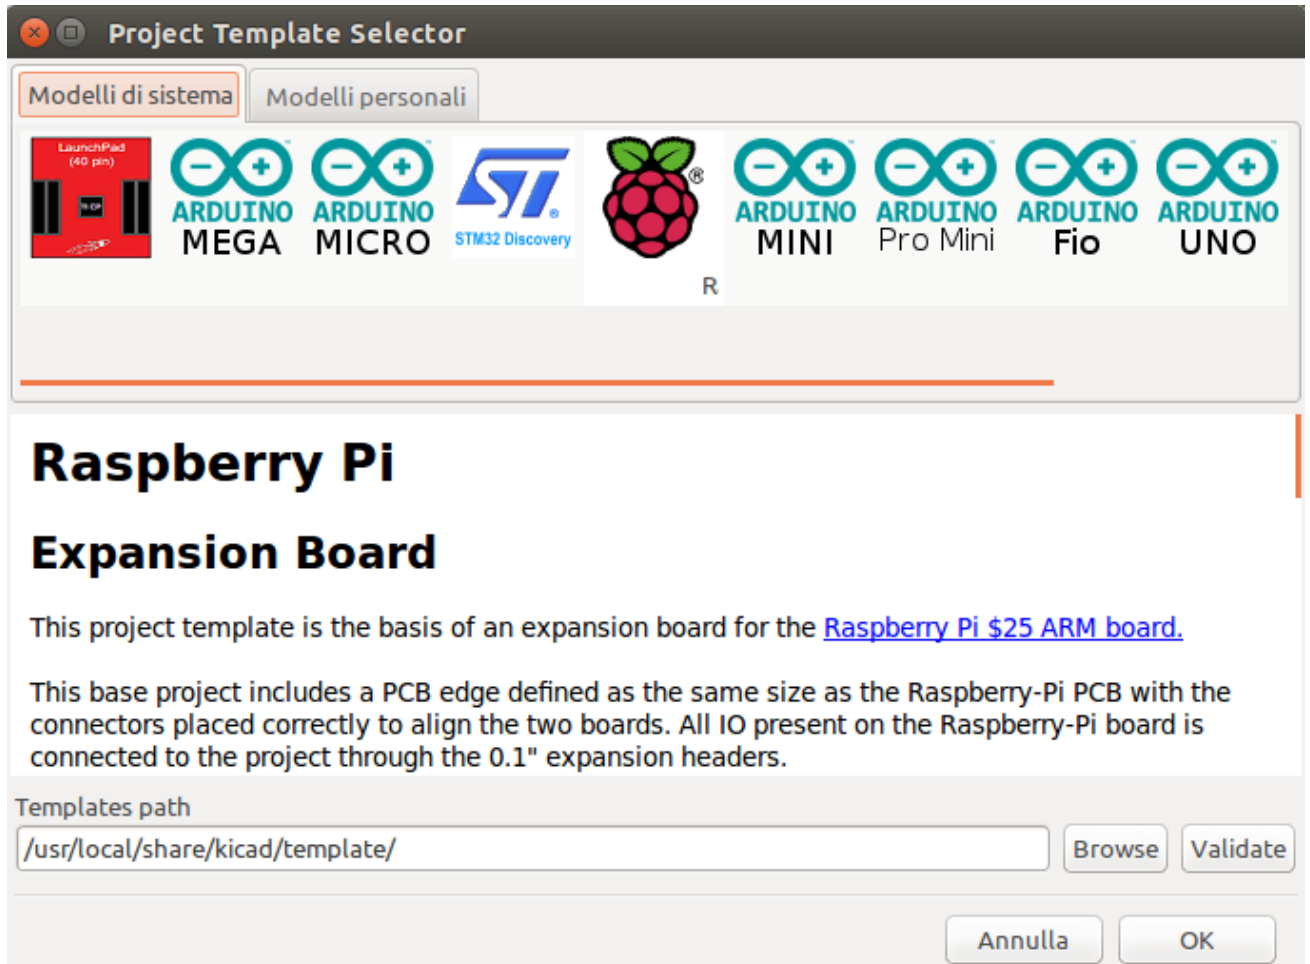 Project Template Selector
Modelli di sistema
Modelli personali
LaunchPad
(40 pin)
ARDUINO
MEGA
ARDUINO
MICRO
STM32 Discovery
®
R
ARDUINO
MINI
ARDUINO
Pro Mini
ARDUINO
Fio
ARDUINO
UNO
Raspberry Pi
Expansion Board
This project template is the basis of an expansion board for the Raspberry Pi $25 ARM board.
This base project includes a PCB edge defined as the same size as the Raspberry-Pi PCB with the
connectors placed correctly to align the two boards. All IO present on the Raspberry-Pi board is
connected to the project through the 0.1" expansion headers.
Templates path
/usr/local/share/kicad/template/
Browse
Validate
Annulla
OK